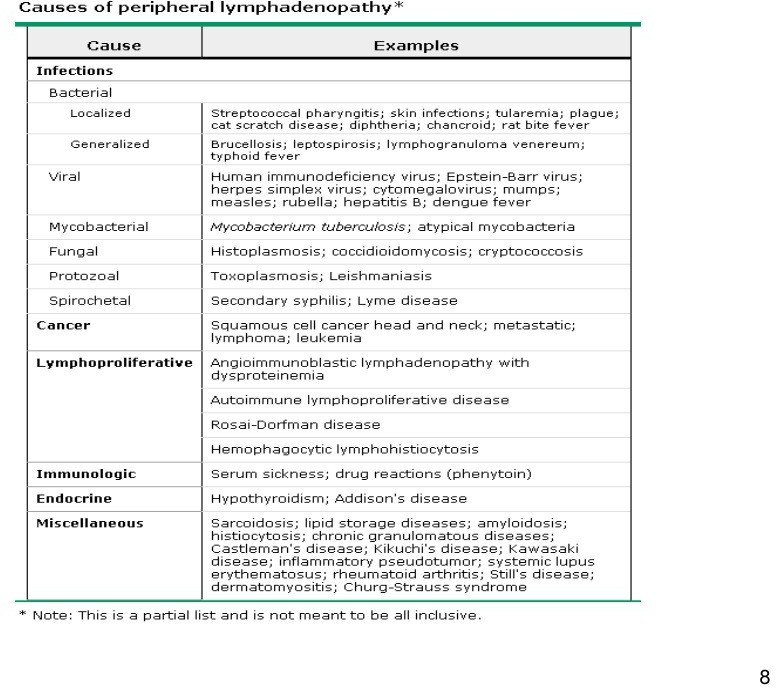 Causes of peripheral lymphadenopathy*
Cause Examples
Infections
Bacterial
Localized Streptococcal pharyngitis; skin infections; tularemia; plague;
cat scratch disease; diphtheria; chancroid; rat bite fever
Generalized Brucellosis; leptospirosis; lymphogranuloma venereum;
typhoid fever
Viral Human immunodeficiency virus; Epstein-Barr virus;
herpes simplex virus; cytomegalovirus; mumps;
measles; rubella; hepatitis B; dengue fever
Mycobacterial Mycobacterium tuberculosis; atypical mycobacteria
Fungal Histoplasmosis; coccidioidomycosis; cryptococcosis
Protozoal Toxoplasmosis; Leishmaniasis
Spirochetal Secondary syphilis; Lyme disease
Cancer Squamous cell cancer head and neck; metastatic;
lymphoma; leukemia
Lymphoproliferative Angioimmunoblastic lymphadenopathy with
dysproteinemia
Autoimmune lymphoproliferative disease
Rosai-Dorfman disease
Hemophagocytic lymphohistiocytosis
Immunologic Serum sickness; drug reactions (phenytoin)
Endocrine Hypothyroidism; Addison's disease
Miscellaneous Sarcoidosis; lipid storage diseases; amyloidosis;
histiocytosis; chronic granulomatous diseases;
Castleman's disease; Kikuchi's disease; Kawasaki
disease; inflammatory pseudotumor; systemic lupus
erythematosus; rheumatoid arthritis; Still's disease;
dermatomyositis; Churg-Strauss syndrome
* Note: This is a partial list and is not meant to be all inclusive.
8